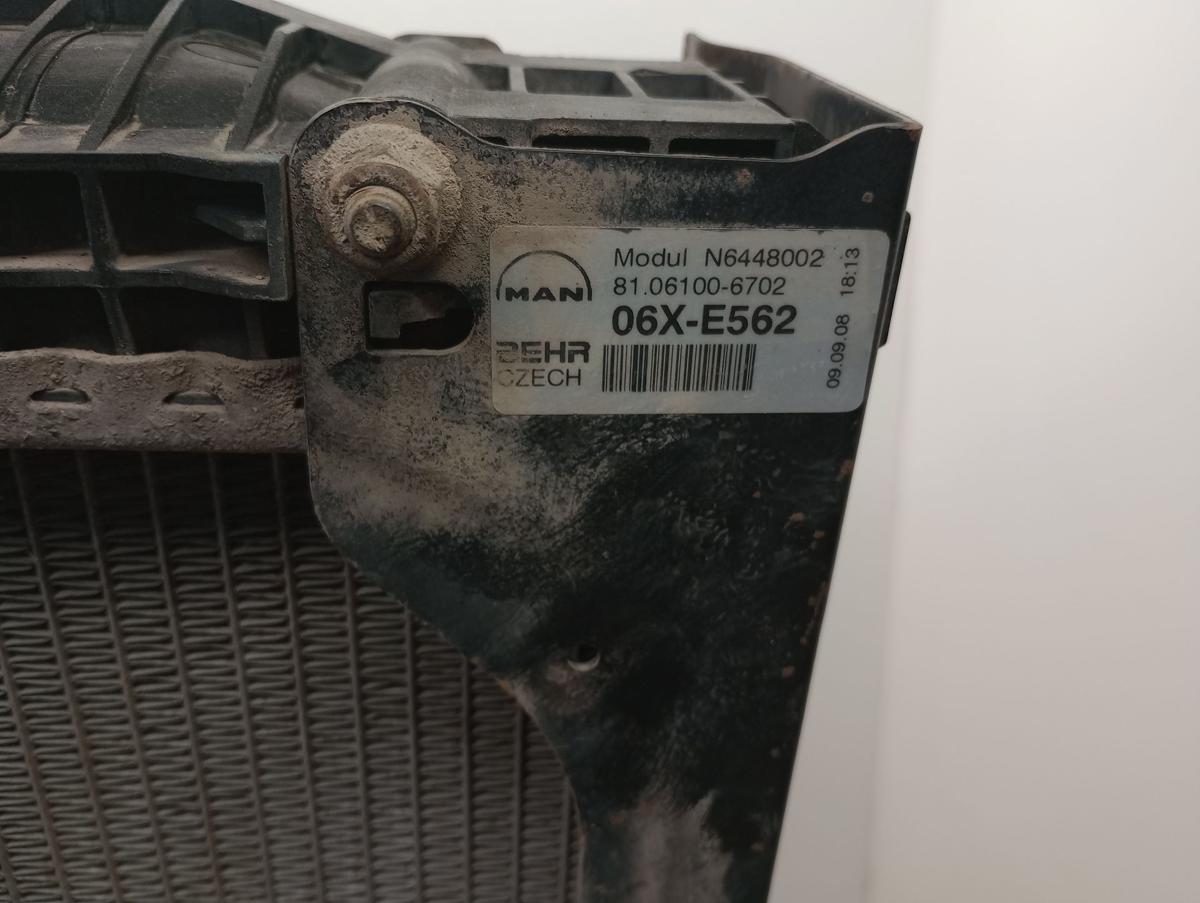 MAN
Modul N6448002
81.06100-6702
06X-E562
BEHR
CZECH
09.09.08 18:13